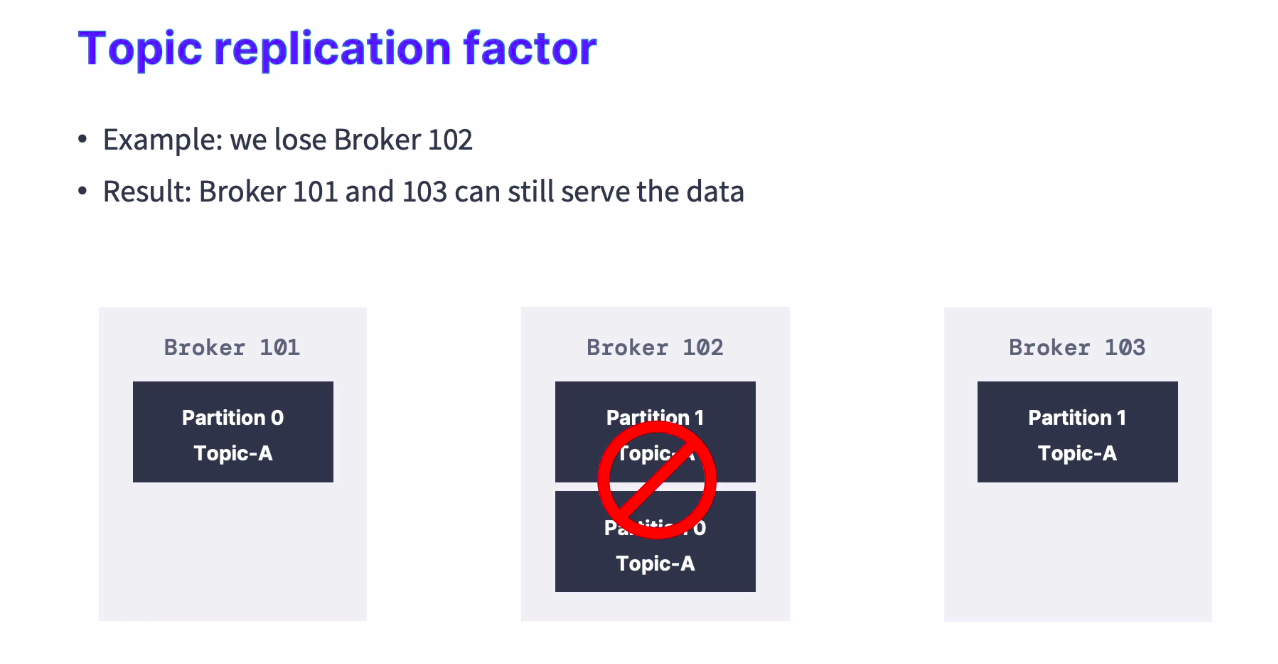 Topic replication factor
• Example: we lose Broker 102
• Result: Broker 101 and 103 can still serve the data
Broker 101
Partition 0
Topic-A
Broker 102
Partition 1
Topic-A
Partition 0
Topic-A
Broker 103
Partition 1
Topic-A